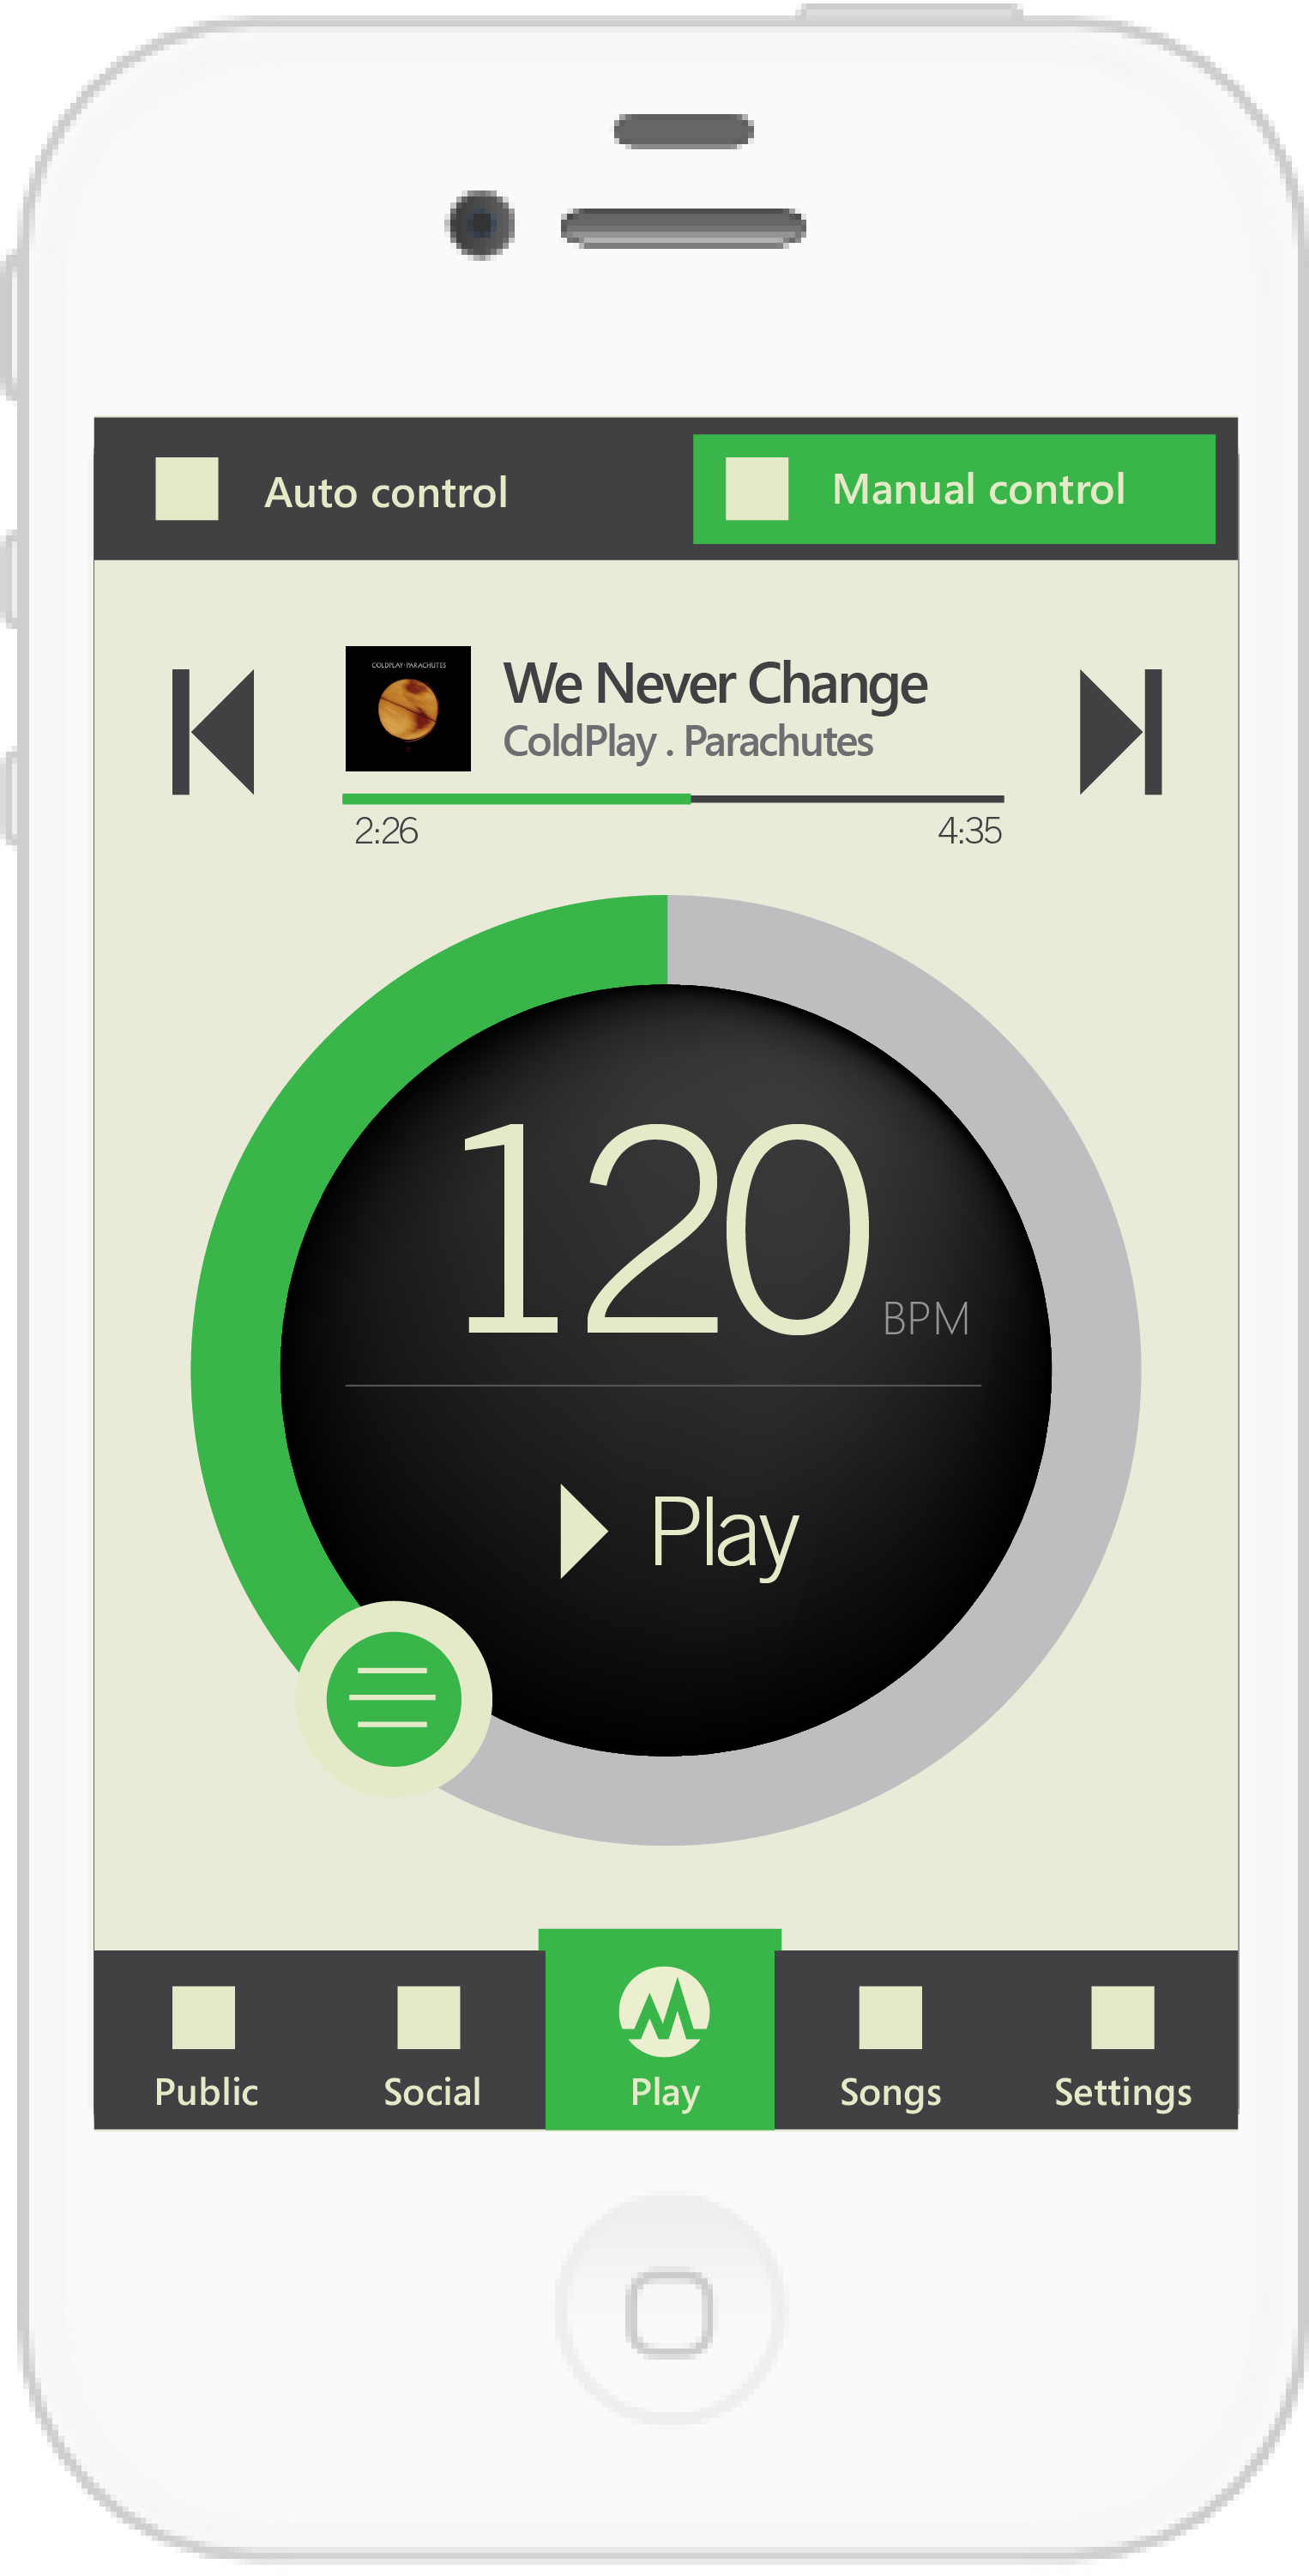 Auto control
Manual control
COLDPLAY·PARACHUTES
We Never Change
ColdPlay . Parachutes
2:26
4:35
120 BPM
Play
Public
Social
Play
Songs
Settings